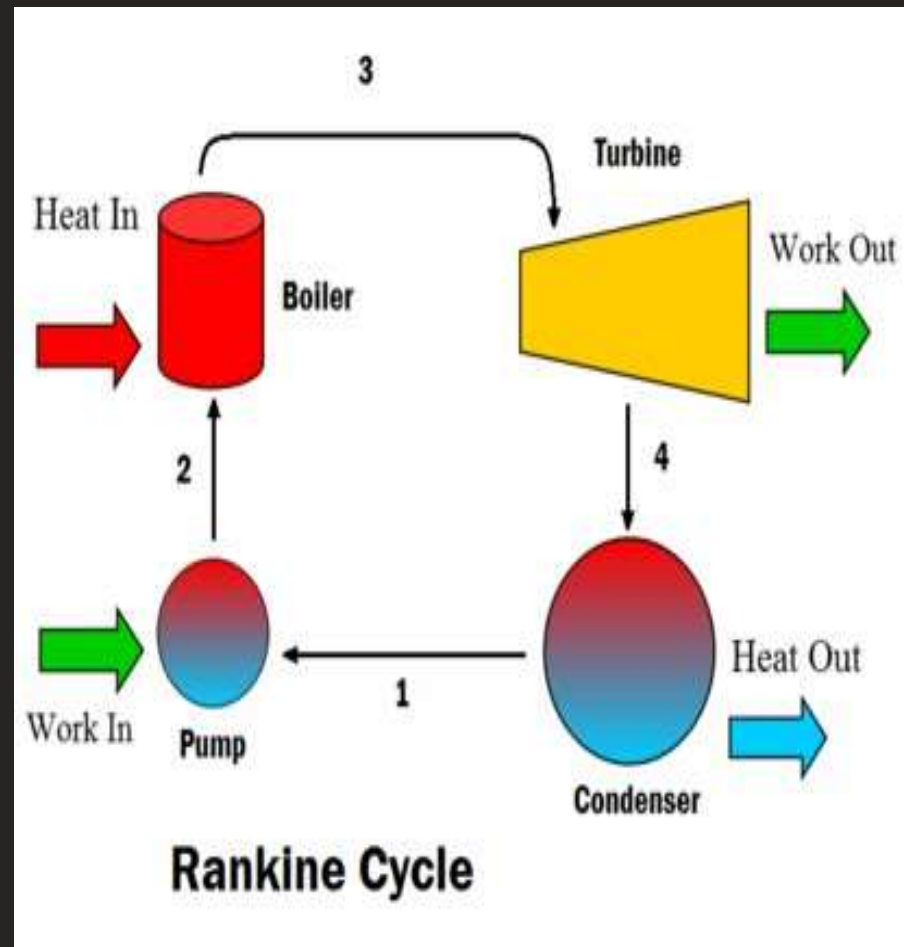 3
Turbine
Heat In
Work Out
Boiler
2
4
Heat Out
1
Work In
Pump
Condenser
Rankine Cycle